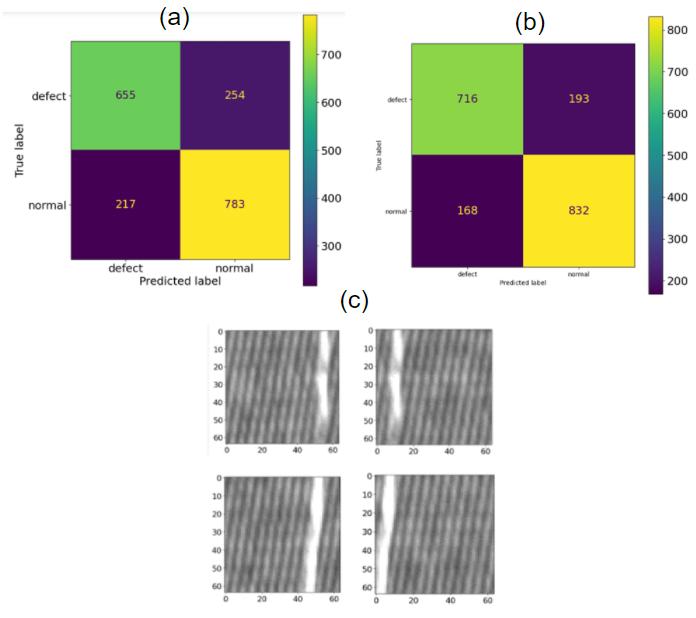 (a)
700
600
500
400
300
defect
655 254
True label
normal
217 783
defect normal
Predicted label
(b)
800
700
600
500
400
300
200
defect
716 193
True label
normal
168 832
defect normal
Predicted label
(c)
0
10
20
30
40
50
60
0 20 40 60
0
10
20
30
40
50
60
0 20 40 60
0
10
20
30
40
50
60
0 20 40 60
0
10
20
30
40
50
60
0 20 40 60